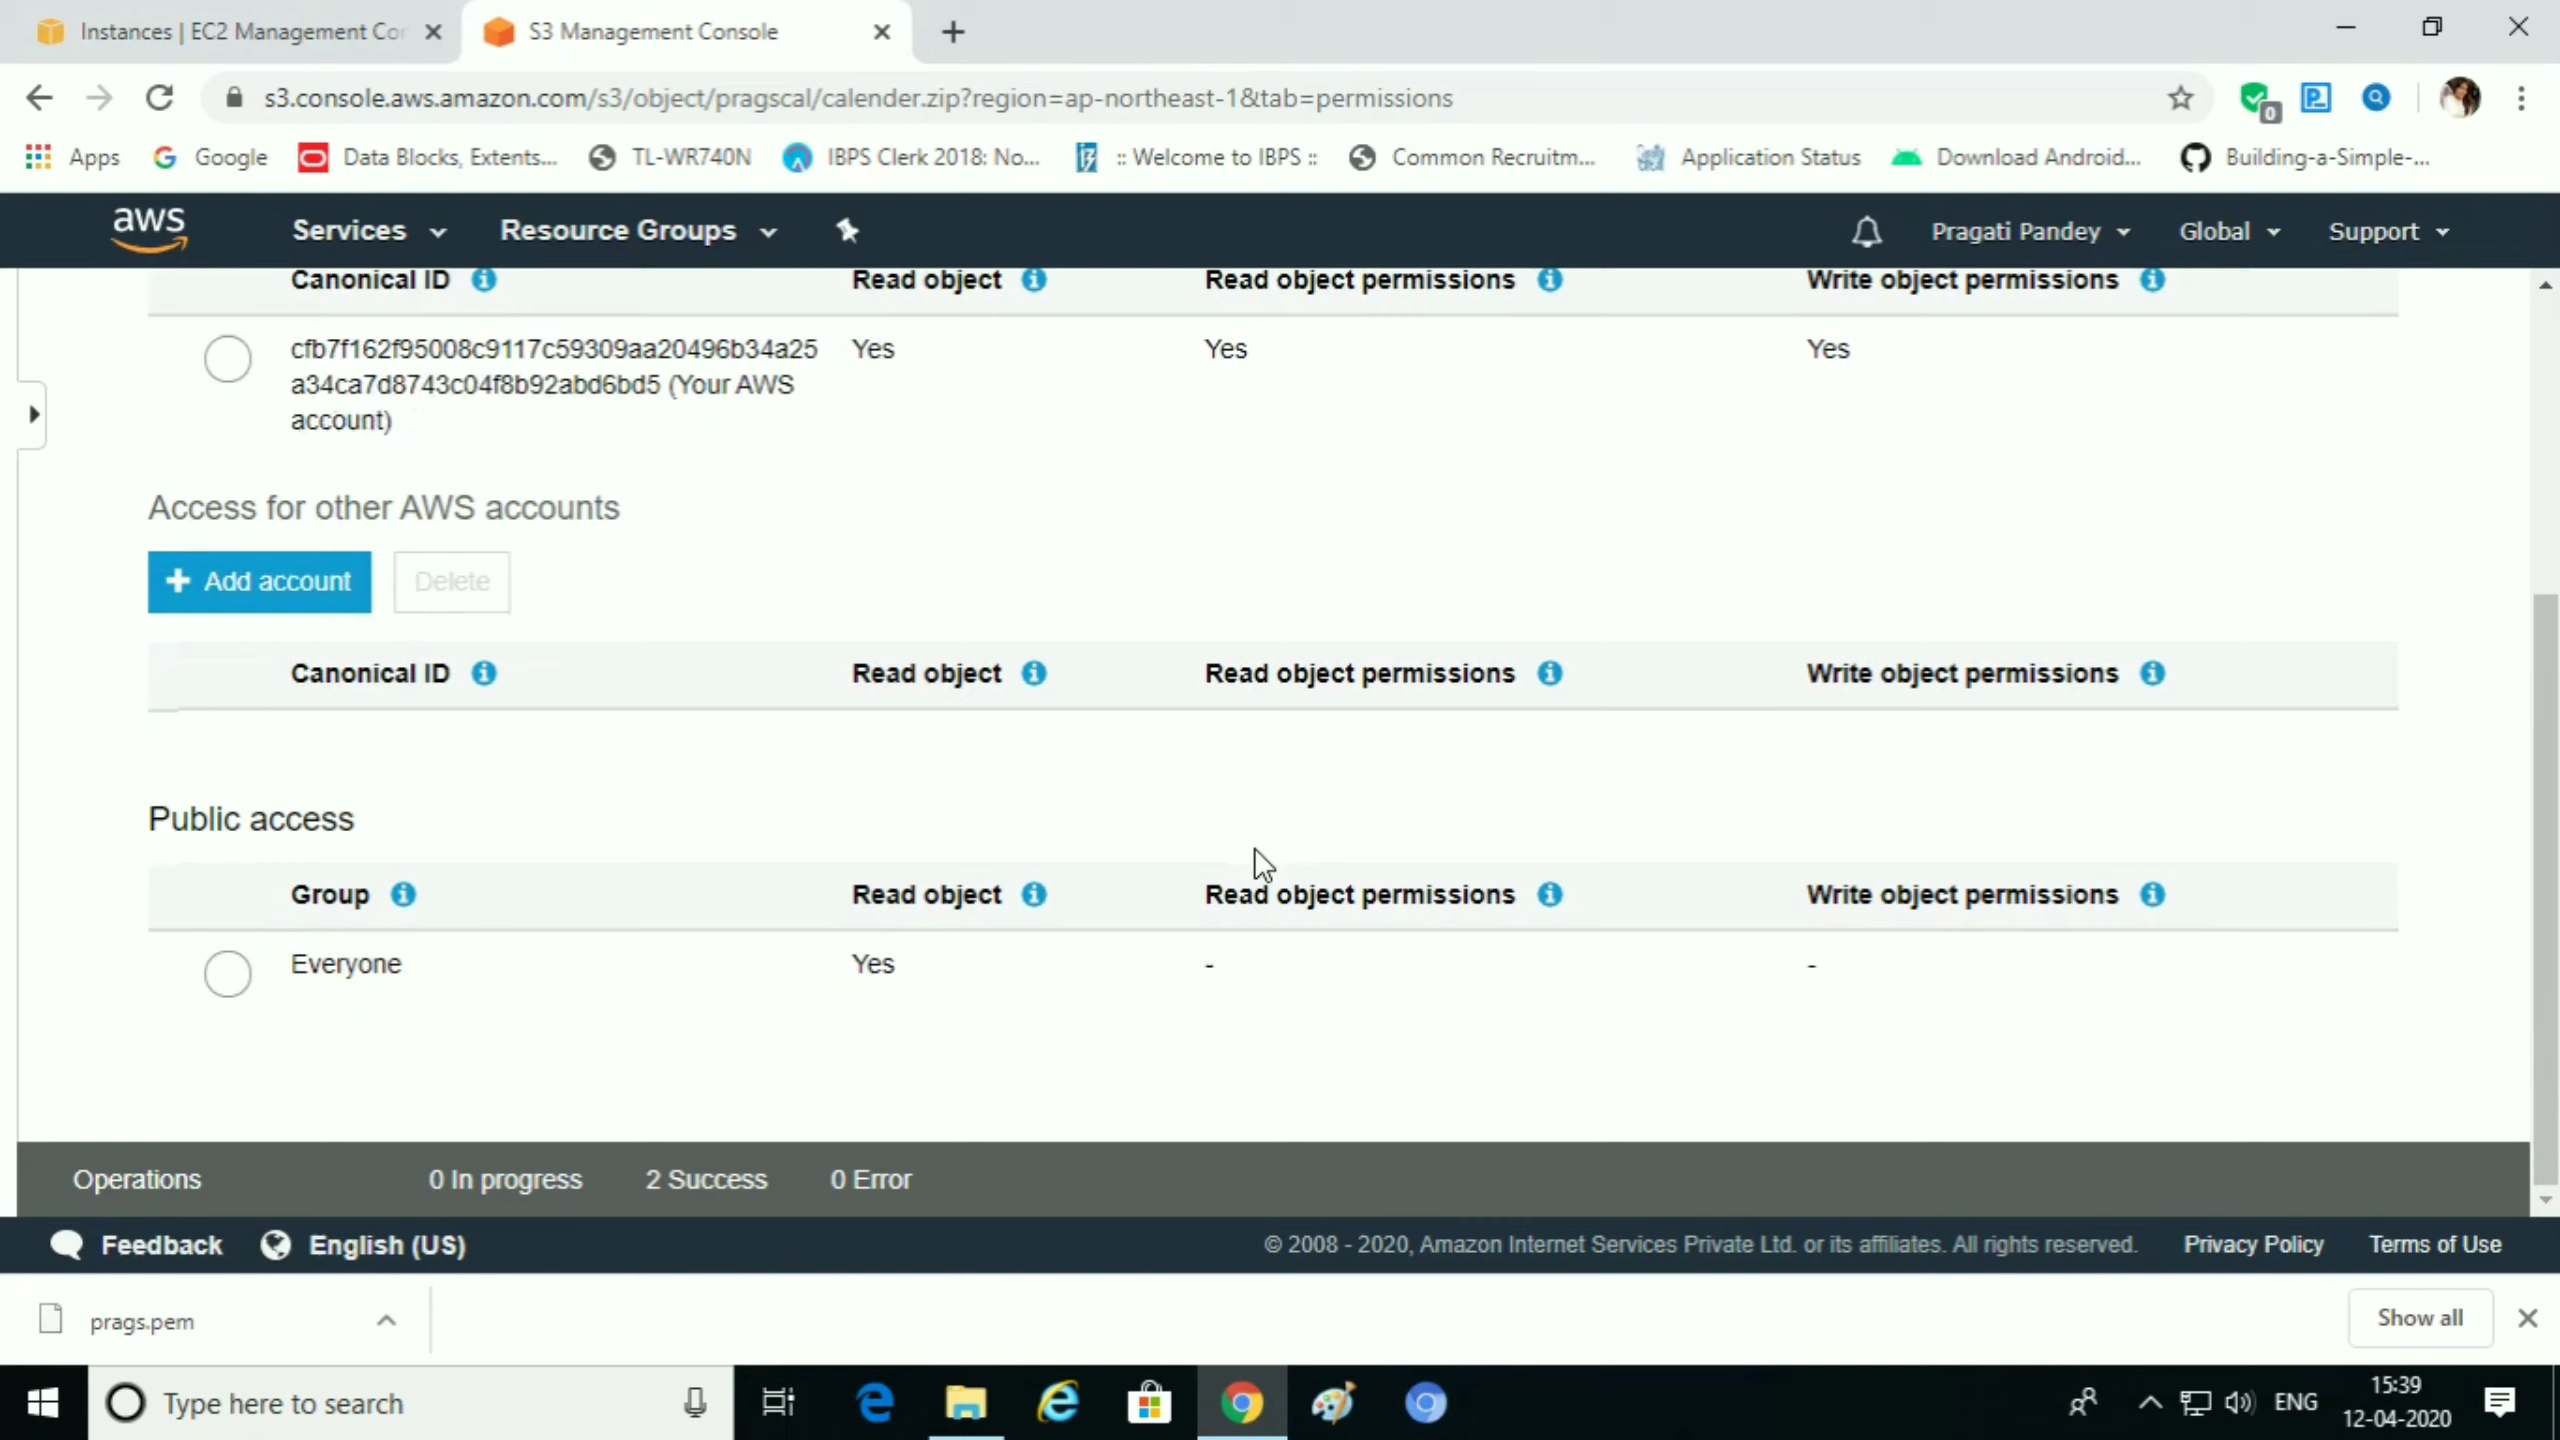 Instances | EC2 Management Cor
S3 Management Console
s3.console.aws.amazon.com/s3/object/pragscal/calender.zip?region=ap-northeast-1&tab=permissions
0
Apps Google Data Blocks, Extents... TL-WR740N IBPS Clerk 2018: No... :: Welcome to IBPS :: Common Recruitm... Application Status Download Android... Building-a-Simple-...
aws Services Resource Groups Pragati Pandey Global Support
Canonical ID Read object Read object permissions Write object permissions
cfb7f162f95008c9117c59309aa20496b34a25 Yes Yes Yes
a34ca7d8743c04f8b92abd6bd5 (Your AWS
account)
Access for other AWS accounts
+ Add account Delete
Canonical ID Read object Read object permissions Write object permissions
Public access
Group Read object Read object permissions Write object permissions
Everyone Yes - -
Operations 0 In progress 2 Success 0 Error
Feedback English (US) © 2008 - 2020, Amazon Internet Services Private Ltd. or its affiliates. All rights reserved. Privacy Policy Terms of Use
prags.pem Show all
Type here to search ENG 15:39
12-04-2020